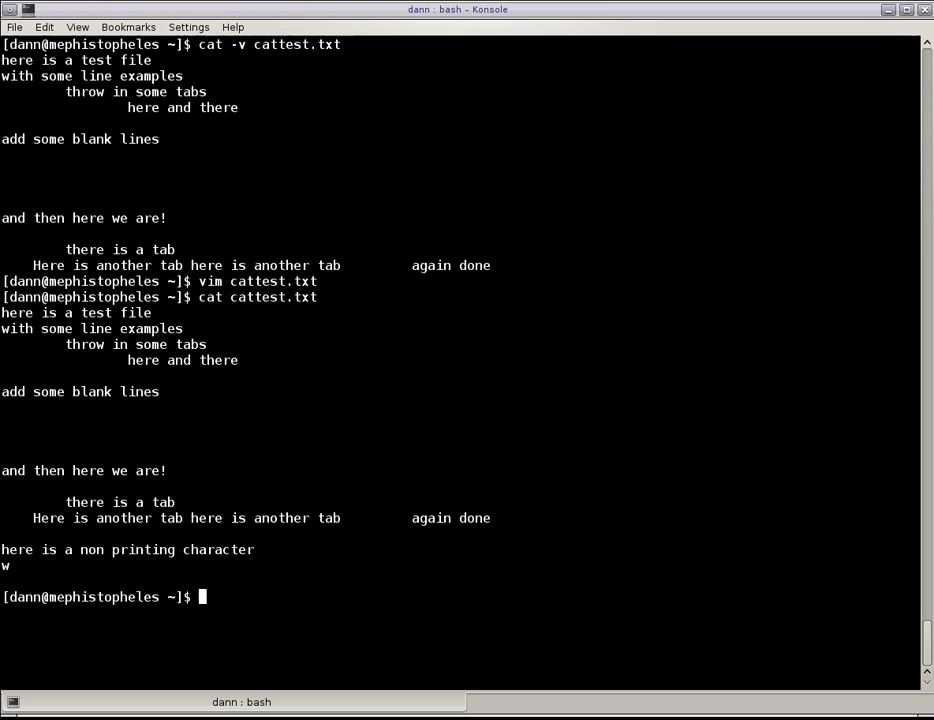 dann : bash - Konsole
File Edit View Bookmarks Settings Help
[dann@mephistopheles ~]$ cat -v cattest.txt
here is a test file
with some line examples
throw in some tabs
here and there
add some blank lines
and then here we are!
there is a tab
Here is another tab here is another tab again done
[dann@mephistopheles ~]$ vim cattest.txt
[dann@mephistopheles ~]$ cat cattest.txt
here is a test file
with some line examples
throw in some tabs
here and there
add some blank lines
and then here we are!
there is a tab
Here is another tab here is another tab again done
here is a non printing character
w
[dann@mephistopheles ~]$
dann : bash